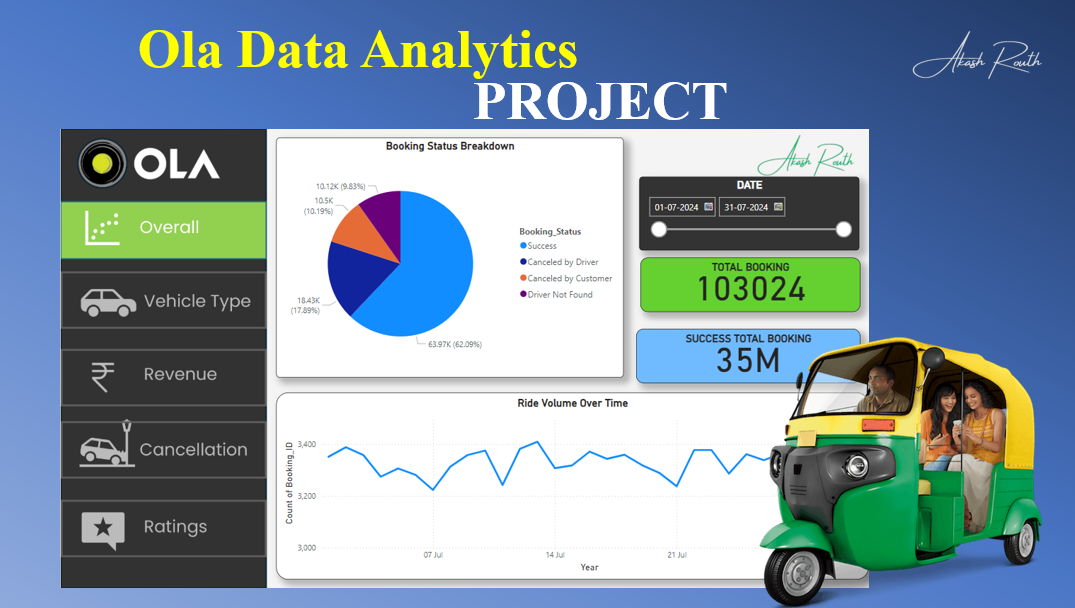 Ola Data Analytics
PROJECT
Akash Routh
OLA
Overall
Vehicle Type
Revenue
Cancellation
Ratings
Booking Status Breakdown
10.12K (9.83%)
10.5K
(10.19%)
18.43K
(17.89%)
63.97K (62.09%)
Booking_Status
Success
Canceled by Driver
Canceled by Customer
Driver Not Found
Akash Routh
DATE
01-07-2024 31-07-2024
TOTAL BOOKING
103024
SUCCESS TOTAL BOOKING
35M
Ride Volume Over Time
Count of Booking_ID
3,400
3,200
3,000
07 Jul 14 Jul 21 Jul
Year